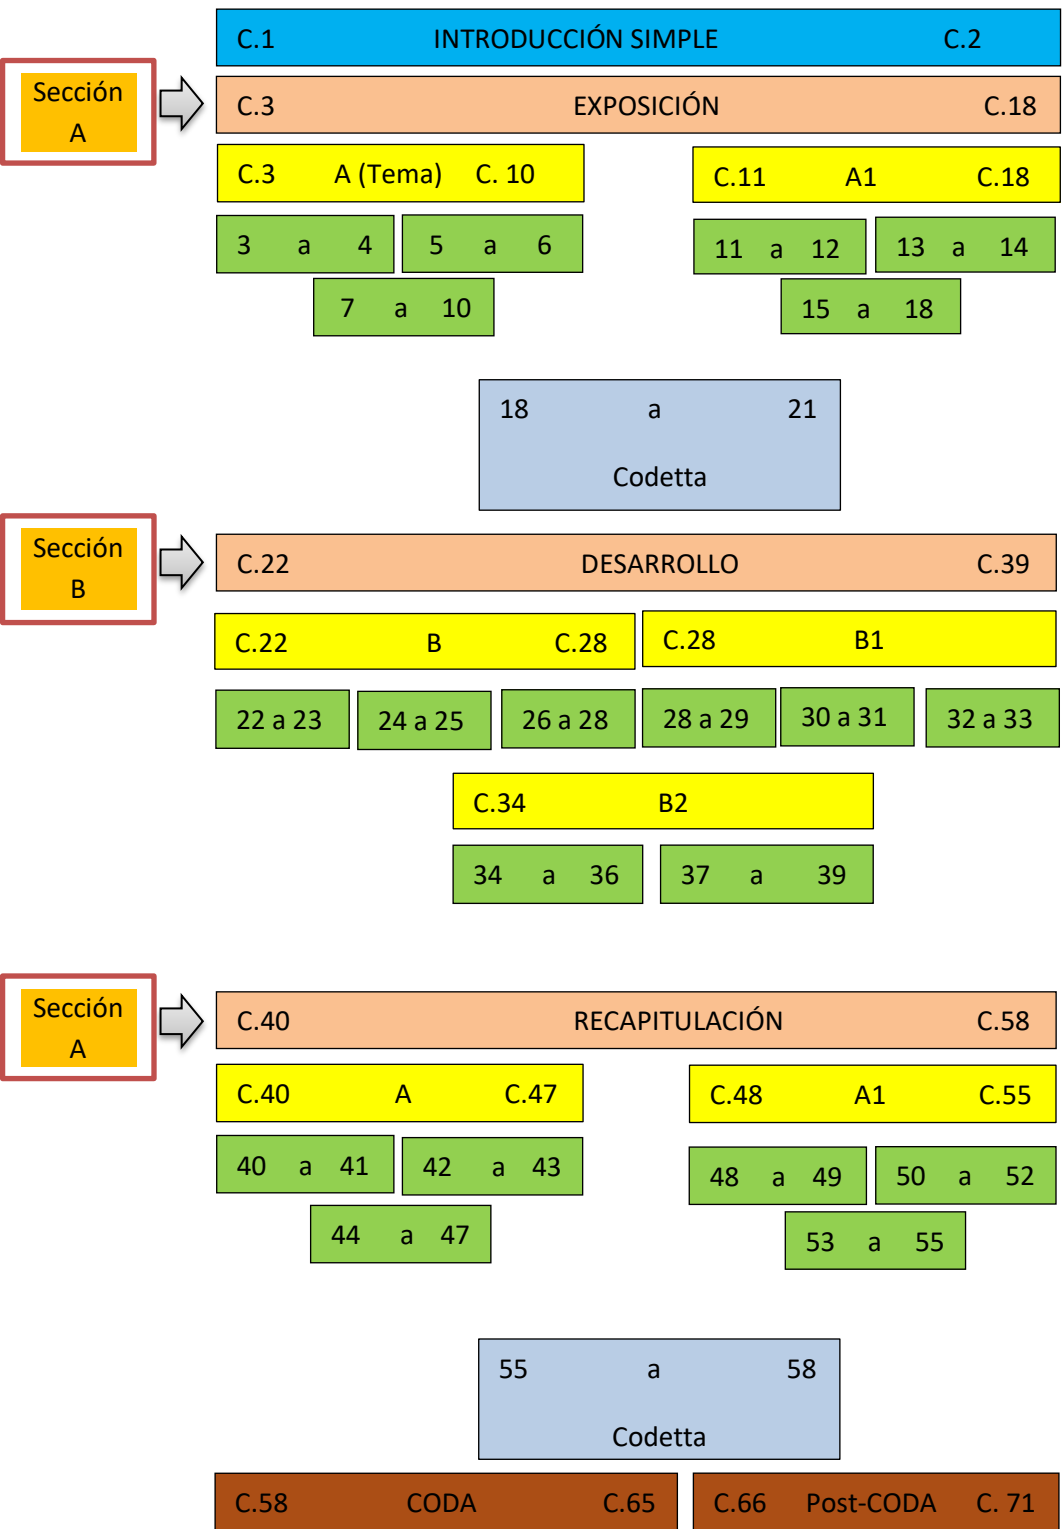 C.1 INTRODUCCIÓN SIMPLE C.2
Sección
A
C.3 EXPOSICIÓN C.18
C.3 A (Tema) C. 10
C.11 A1 C.18
3 a 4
5 a 6
11 a 12
13 a 14
7 a 10
15 a 18
18 a 21
Codetta
Sección
B
C.22 DESARROLLO C.39
C.22 B C.28
C.28 B1
22 a 23
24 a 25
26 a 28
28 a 29
30 a 31
32 a 33
C.34 B2
34 a 36
37 a 39
Sección
A
C.40 RECAPITULACIÓN C.58
C.40 A C.47
C.48 A1 C.55
40 a 41
42 a 43
48 a 49
50 a 52
44 a 47
53 a 55
55 a 58
Codetta
C.58 CODA C.65
C.66 Post-CODA C. 71